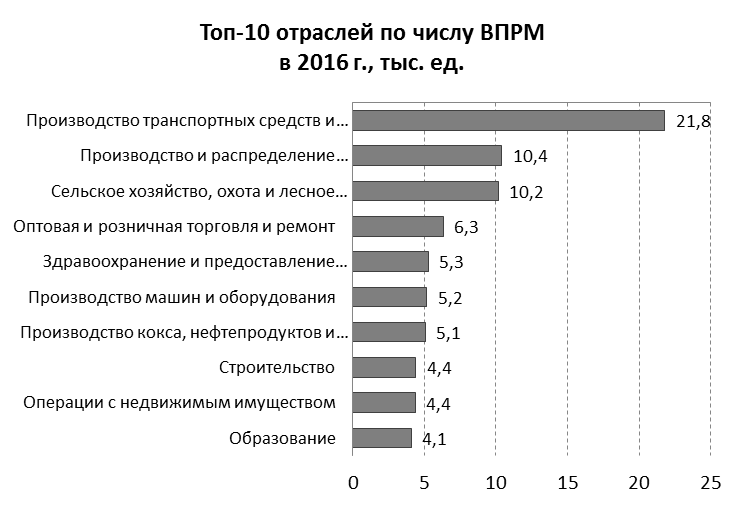 Топ-10 отраслей по числу ВПРМ
в 2016 г., тыс. ед.
Производство транспортных средств и... 21,8
Производство и распределение... 10,4
Сельское хозяйство, охота и лесное... 10,2
Оптовая и розничная торговля и ремонт 6,3
Здравоохранение и предоставление... 5,3
Производство машин и оборудования 5,2
Производство кокса, нефтепродуктов и... 5,1
Строительство 4,4
Операции с недвижимым имуществом 4,4
Образование 4,1
0 5 10 15 20 25